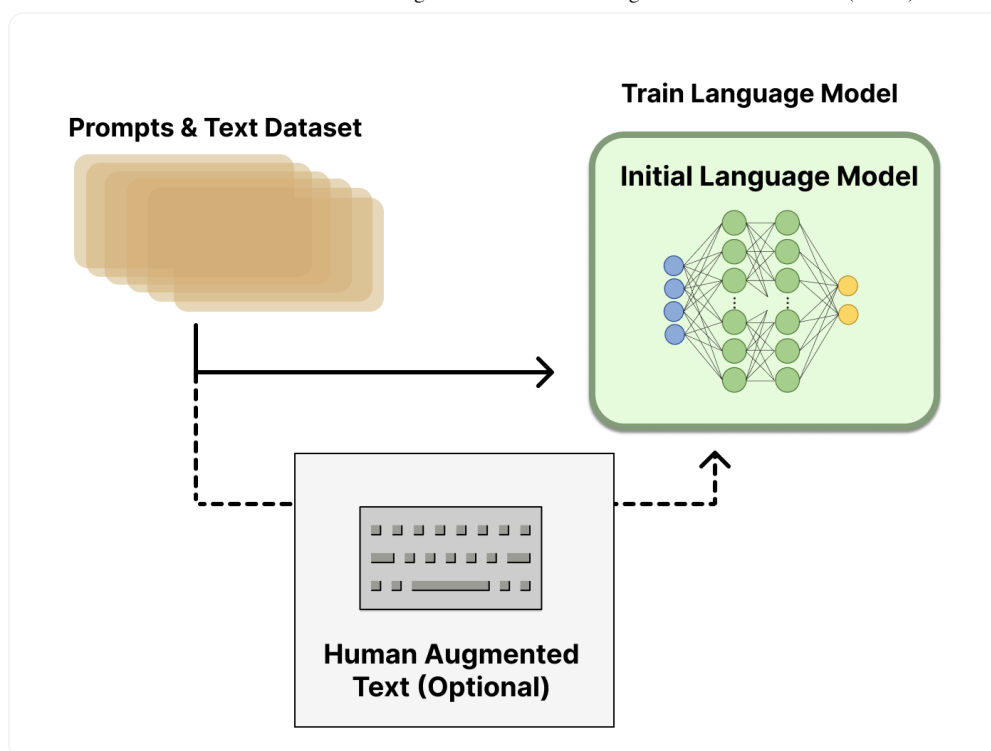 Train Language Model
Prompts & Text Dataset
Initial Language Model
Human Augmented
Text (Optional)